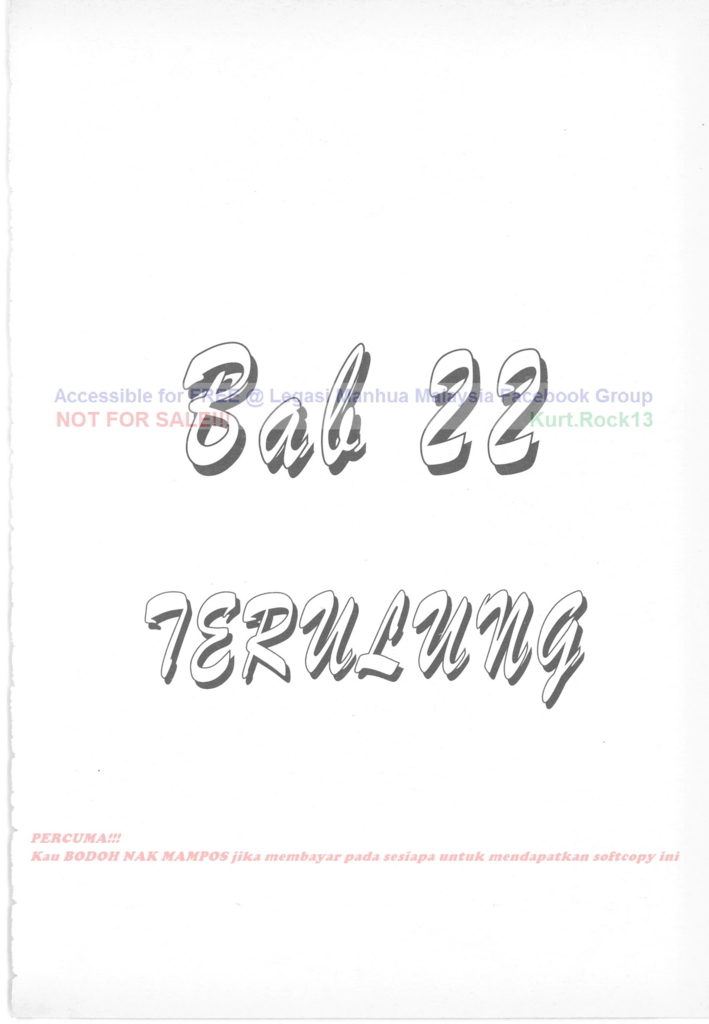 Bab 22
Accessible for FREE @ Legasi Manhua Malaysia Facebook Group
NOT FOR SALE!!! Kurt.Rock13
TERULUNG
PERCUMA!!!
Kau BODOH NAK MAMPOS jika membayar pada sesiapa untuk mendapatkan softcopy ini